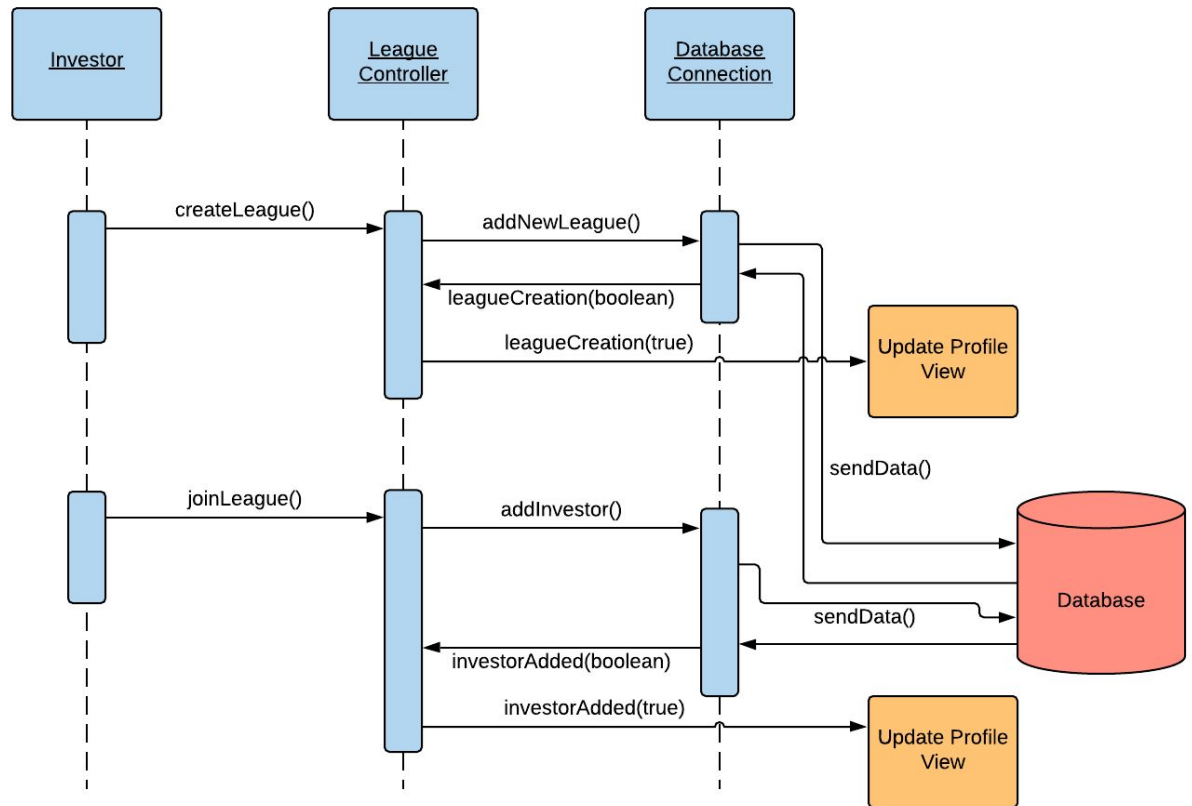 Investor
League
Controller
Database
Connection
createLeague()
addNewLeague()
leagueCreation(boolean)
leagueCreation(true)
Update Profile
View
sendData()
joinLeague()
addInvestor()
Database
sendData()
investorAdded(boolean)
investorAdded(true)
Update Profile
View